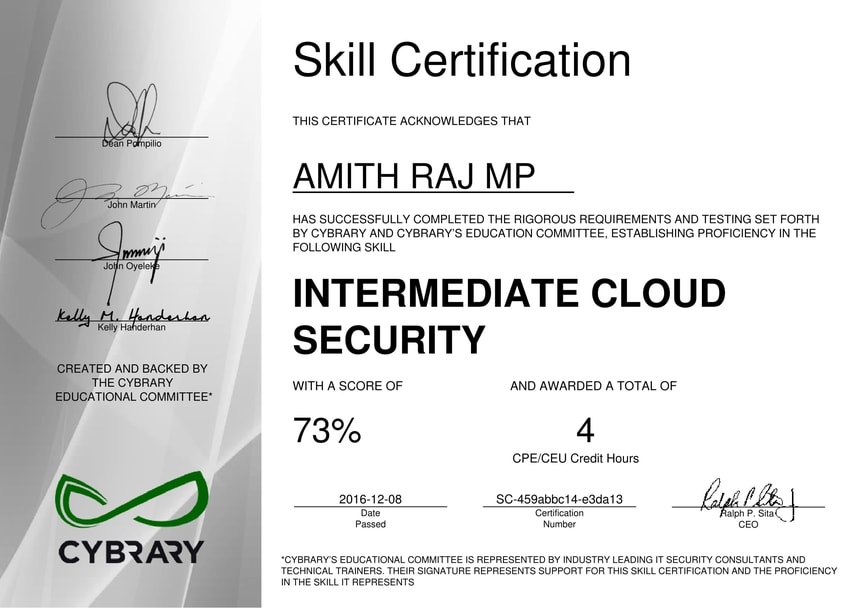 Skill Certification
THIS CERTIFICATE ACKNOWLEDGES THAT
AMITH RAJ MP
HAS SUCCESSFULLY COMPLETED THE RIGOROUS REQUIREMENTS AND TESTING SET FORTH
BY CYBRARY AND CYBRARY'S EDUCATION COMMITTEE, ESTABLISHING PROFICIENCY IN THE
FOLLOWING SKILL
INTERMEDIATE CLOUD
SECURITY
WITH A SCORE OF
AND AWARDED A TOTAL OF
73%
4
CPE/CEU Credit Hours
2016-12-08
Date
Passed
SC-459abbc14-e3da13
Certification
Number
Ralph P. Sita
Ralph P. Sita
CEO
Dean Pompilio
John Martin
John Oyeleke
Kelly M. Handerhan
Kelly Handerhan
CREATED AND BACKED BY
THE CYBRARY
EDUCATIONAL COMMITTEE*
CYBRARY
*CYBRARY'S EDUCATIONAL COMMITTEE IS REPRESENTED BY INDUSTRY LEADING IT SECURITY CONSULTANTS AND
TECHNICAL TRAINERS. THEIR SIGNATURE REPRESENTS SUPPORT FOR THIS SKILL CERTIFICATION AND THE PROFICIENCY
IN THE SKILL IT REPRESENTS